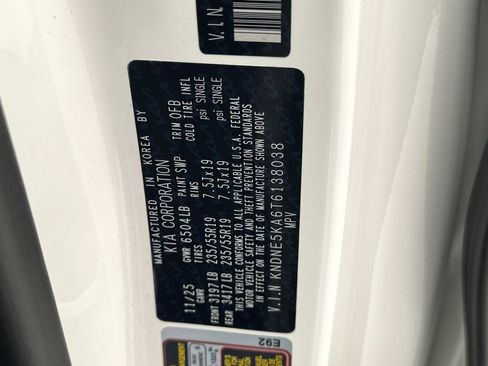 V.I.N
MANUFACTURED IN KOREA BY
KIA CORPORATION
11/25 GVWR 6504LB PAINT SWP TRIM OFB
GAWR TIRES COLD TIRE INFL
FRONT 3197LB 235/55R19 7.5Jx19 psi SINGLE
REAR 3417LB 235/55R19 7.5Jx19 psi SINGLE
THIS VEHICLE CONFORMS TO ALL APPLICABLE U.S.A. FEDERAL
MOTOR VEHICLE SAFETY AND THEFT PREVENTION STANDARDS
IN EFFECT ON THE DATE OF MANUFACTURE SHOWN ABOVE
V.I.N KNDNE5KA6T6138038
MPV
E92